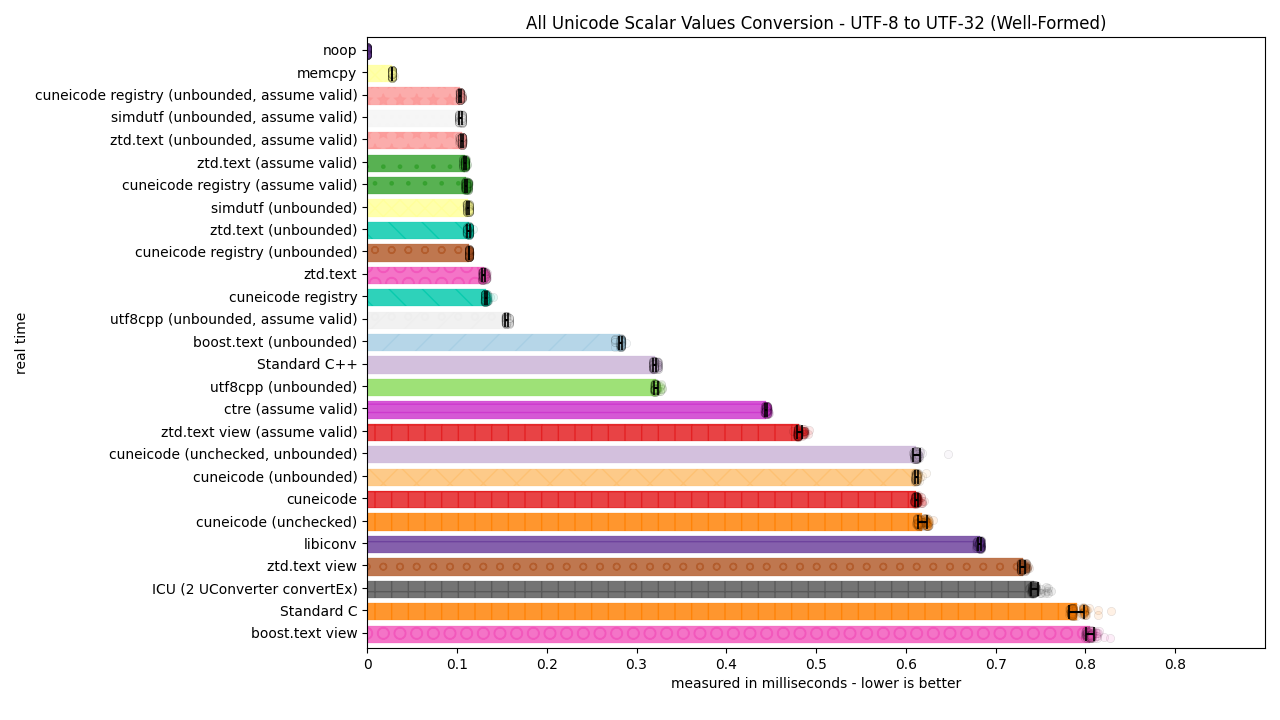 All Unicode Scalar Values Conversion - UTF-8 to UTF-32 (Well-Formed)
real time
noop
memcpy
cuneicode registry (unbounded, assume valid)
simdutf (unbounded, assume valid)
ztd.text (unbounded, assume valid)
ztd.text (assume valid)
cuneicode registry (assume valid)
simdutf (unbounded)
ztd.text (unbounded)
cuneicode registry (unbounded)
ztd.text
cuneicode registry
utf8cpp (unbounded, assume valid)
boost.text (unbounded)
Standard C++
utf8cpp (unbounded)
ctre (assume valid)
ztd.text view (assume valid)
cuneicode (unchecked, unbounded)
cuneicode (unbounded)
cuneicode
cuneicode (unchecked)
libiconv
ztd.text view
ICU (2 UConverter convertEx)
Standard C
boost.text view
0 0.1 0.2 0.3 0.4 0.5 0.6 0.7 0.8 0.8
measured in milliseconds - lower is better